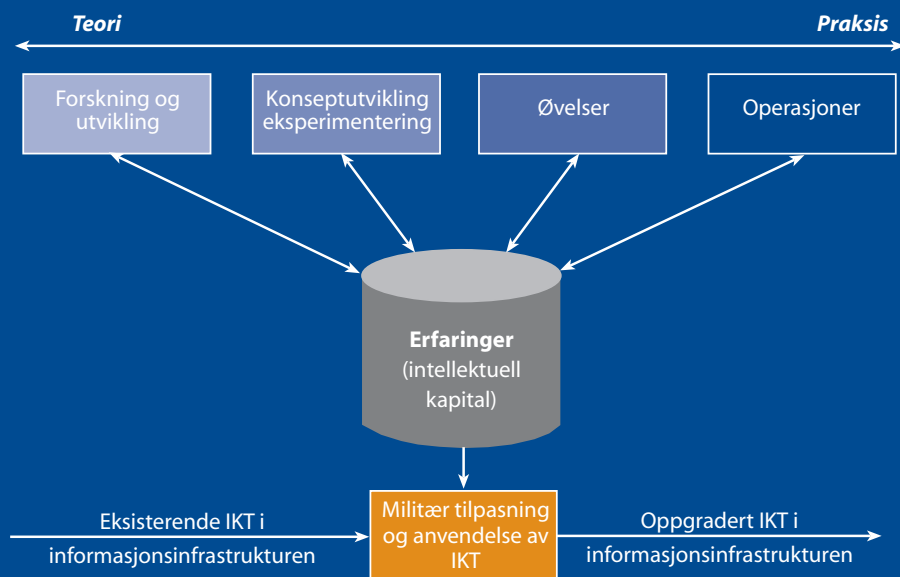 Teori
Praksis
Forskning og
utvikling
Konseptutvikling
eksperimentering
Øvelser
Operasjoner
Erfaringer
(intellektuell
kapital)
Eksisterende IKT i
informasjonsinfrastrukturen
Militær tilpasning
og anvendelse av
IKT
Oppgradert IKT i
informasjonsinfrastrukturen